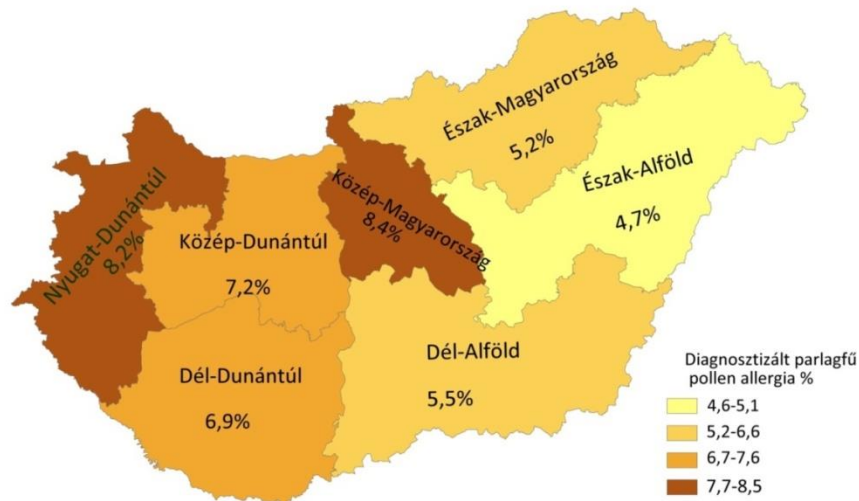 Észak-Magyarország
5,2%
Észak-Alföld
4,7%
Közép-Magyarország
8,4%
Nyugat-Dunántúl
8,2%
Közép-Dunántúl
7,2%
Dél-Dunántúl
6,9%
Dél-Alföld
5,5%
Diagnosztizált parlagfű
pollen allergia %
4,6-5,1
5,2-6,6
6,7-7,6
7,7-8,5